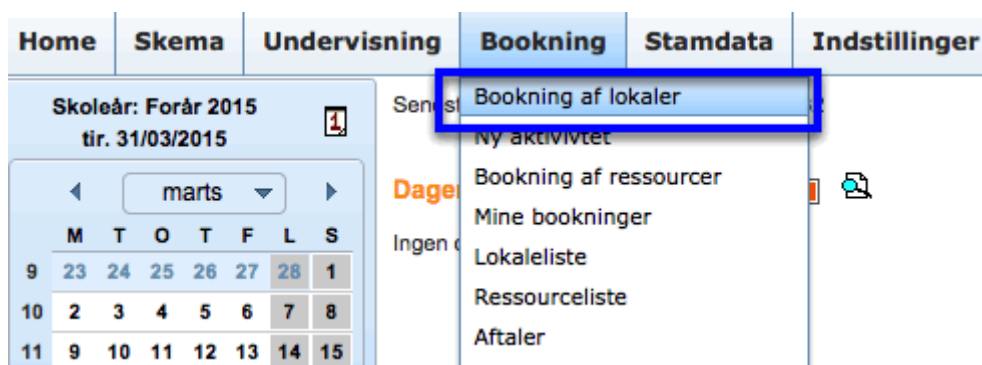 Home Skema Undervisning Bookning Stamdata Indstillinger
Skoleår: Forår 2015
tir. 31/03/2015
1
marts
M T O T F L S
9 23 24 25 26 27 28 1
10 2 3 4 5 6 7 8
11 9 10 11 12 13 14 15
Bookning af lokaler
Ny aktivivtet
Bookning af ressourcer
Mine bookninger
Lokaleliste
Ressourceliste
Aftaler
Ingen